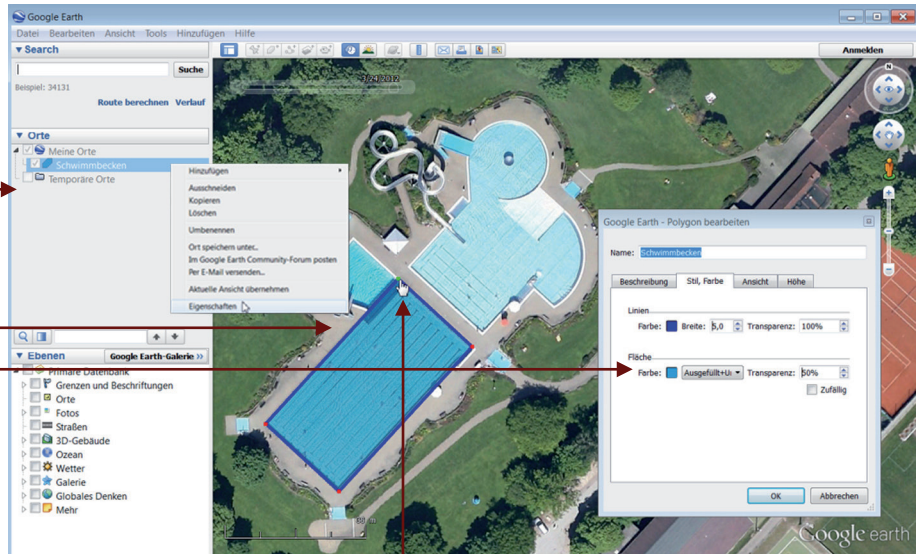 Google Earth
Datei Bearbeiten Ansicht Tools Hinzufügen Hilfe
Search
Suche
Beispiel: 34131
Route berechnen Verlauf
Orte
Meine Orte
Schwimmbecken
Temporäre Orte
Ebenen
Google Earth-Galerie »
Primäre Datenbank
Grenzen und Beschriftungen
Orte
Fotos
Straßen
3D-Gebäude
Ozean
Wetter
Galerie
Globales Denken
Mehr
Anmelden
3/24/2012
N
Hinzufügen
Ausschneiden
Kopieren
Löschen
Umbenennen
Ort speichern unter...
Im Google Earth Community-Forum posten
Per E-Mail versenden...
Aktuelle Ansicht übernehmen
Eigenschaften
Google Earth - Polygon bearbeiten
Name: Schwimmbecken
Beschreibung Stil, Farbe Ansicht Höhe
Linien
Farbe: Breite: 5,0 Transparenz: 100%
Fläche
Farbe: Ausgefüllt+U Transparenz: 50%
Zufällig
OK Abbrechen
Google earth